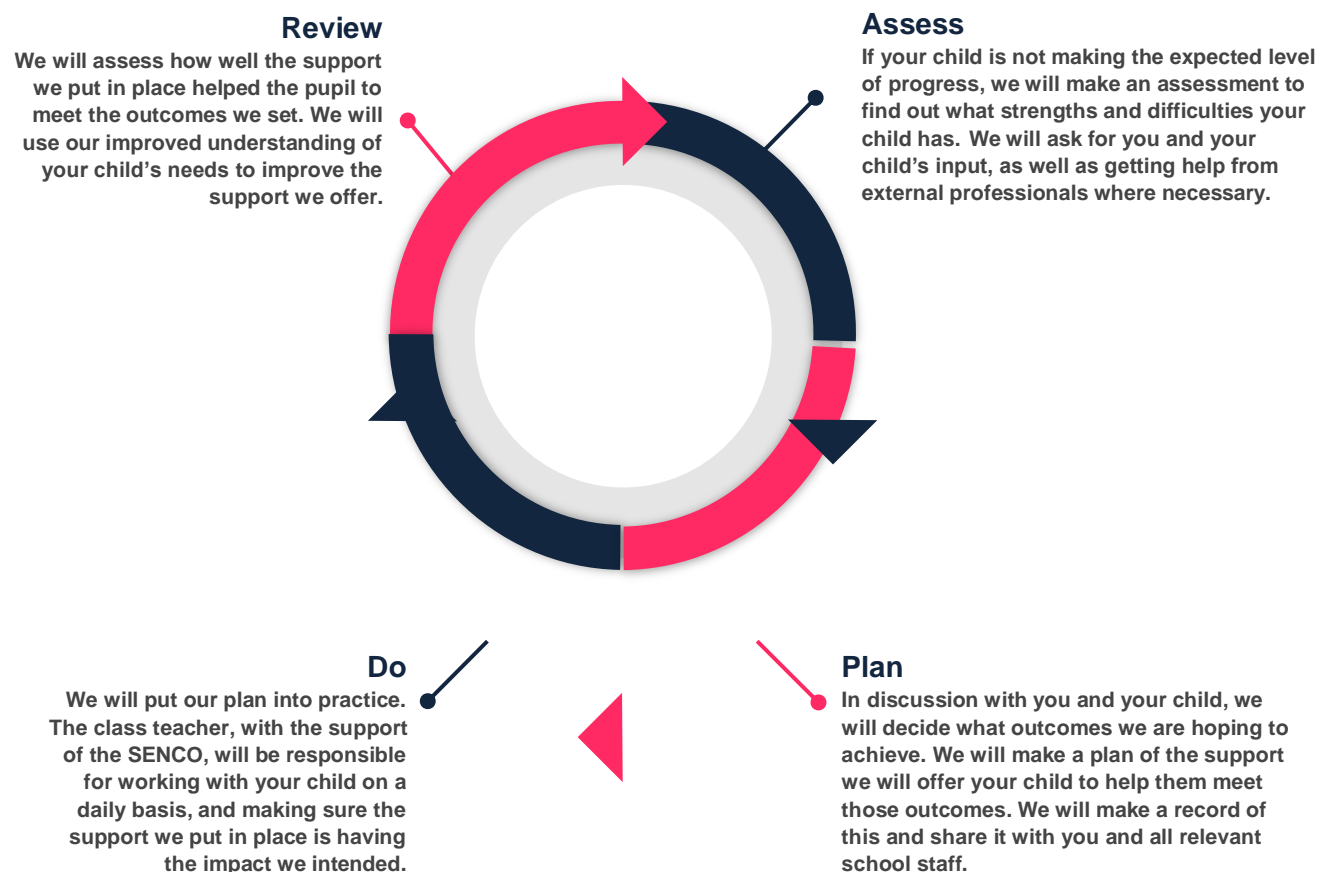 Review
We will assess how well the support
we put in place helped the pupil to
meet the outcomes we set. We will
use our improved understanding of
your child’s needs to improve the
support we offer.
Assess
If your child is not making the expected level
of progress, we will make an assessment to
find out what strengths and difficulties your
child has. We will ask for you and your
child’s input, as well as getting help from
external professionals where necessary.
Do
We will put our plan into practice.
The class teacher, with the support
of the SENCO, will be responsible
for working with your child on a
daily basis, and making sure the
support we put in place is having
the impact we intended.
Plan
In discussion with you and your child, we
will decide what outcomes we are hoping to
achieve. We will make a plan of the support
we will offer your child to help them meet
those outcomes. We will make a record of
this and share it with you and all relevant
school staff.